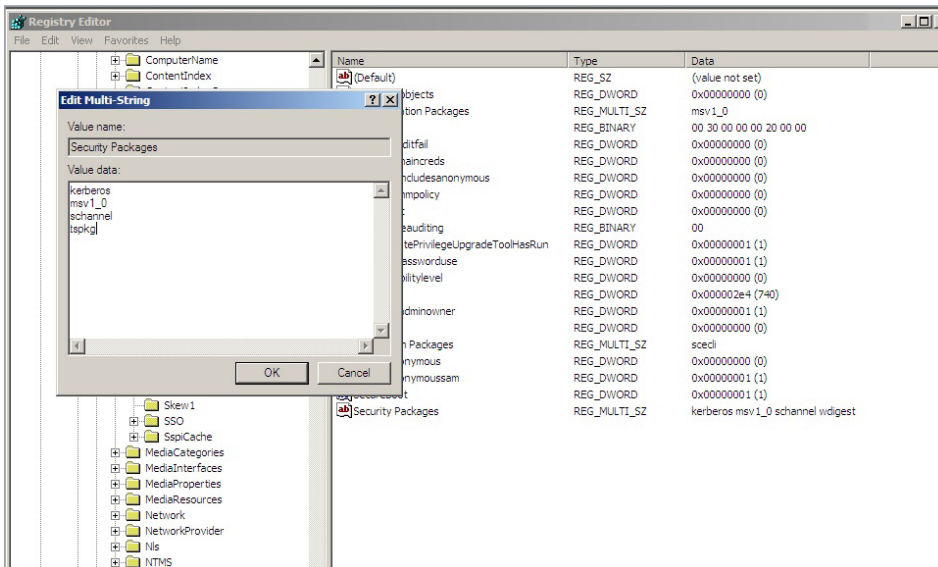 Registry Editor
File Edit View Favorites Help
ComputerName
ContentIndex
Edit Multi-String
Value name:
Security Packages
Value data:
kerberos
msv1_0
schannel
tspkg
OK Cancel
Skew1
SSO
SspiCache
MediaCategories
MediaInterfaces
MediaProperties
MediaResources
Network
NetworkProvider
Nls
NTMS
Name Type Data
(Default) REG_SZ (value not set)
bjects REG_DWORD 0x00000000 (0)
tion Packages REG_MULTI_SZ msv1_0
REG_BINARY 00 30 00 00 00 20 00 00
ditfail REG_DWORD 0x00000000 (0)
naincreds REG_DWORD 0x00000000 (0)
ncludesanonymous REG_DWORD 0x00000000 (0)
mpolicy REG_DWORD 0x00000000 (0)
REG_DWORD 0x00000000 (0)
eauditing REG_BINARY 00
tePrivilegeUpgradeToolHasRun REG_DWORD 0x00000001 (1)
assworduse REG_DWORD 0x00000001 (1)
bilitylevel REG_DWORD 0x00000000 (0)
REG_DWORD 0x000002e4 (740)
dminowner REG_DWORD 0x00000001 (1)
REG_DWORD 0x00000000 (0)
n Packages REG_MULTI_SZ scecli
nymous REG_DWORD 0x00000000 (0)
nymoussam REG_DWORD 0x00000001 (1)
REG_DWORD 0x00000001 (1)
Security Packages REG_MULTI_SZ kerberos msv1_0 schannel wdigest